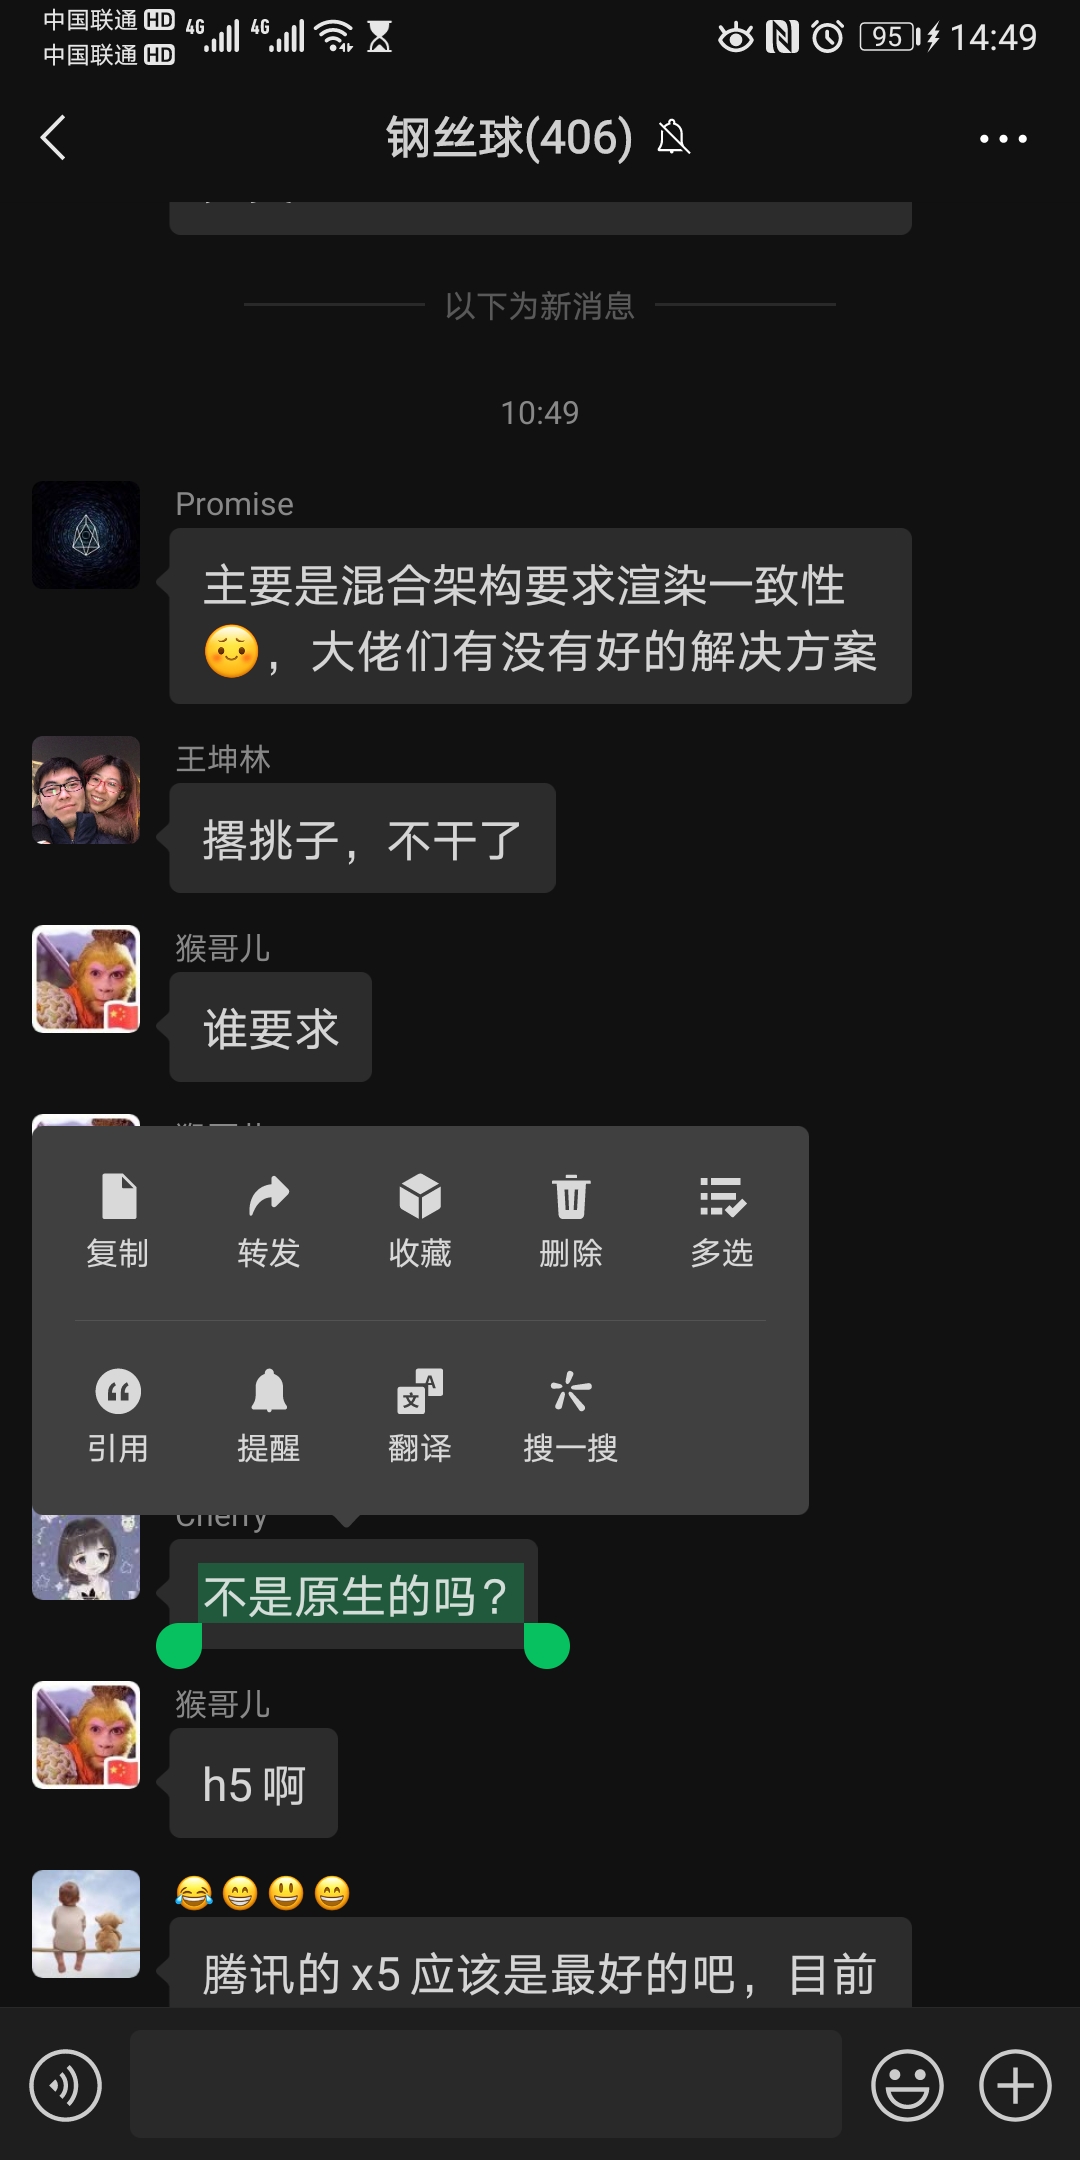 中国联通 HD 4G 4G 95 14:49
中国联通 HD
钢丝球(406)
以下为新消息
10:49
Promise
主要是混合架构要求渲染一致性
，大佬们有没有好的解决方案
王坤林
撂挑子，不干了
猴哥儿
谁要求
复制 转发 收藏 删除 多选
引用 提醒 翻译 搜一搜
Cherry
不是原生的吗？
猴哥儿
h5 啊
😂😁😃😄
腾讯的 x5 应该是最好的吧，目前